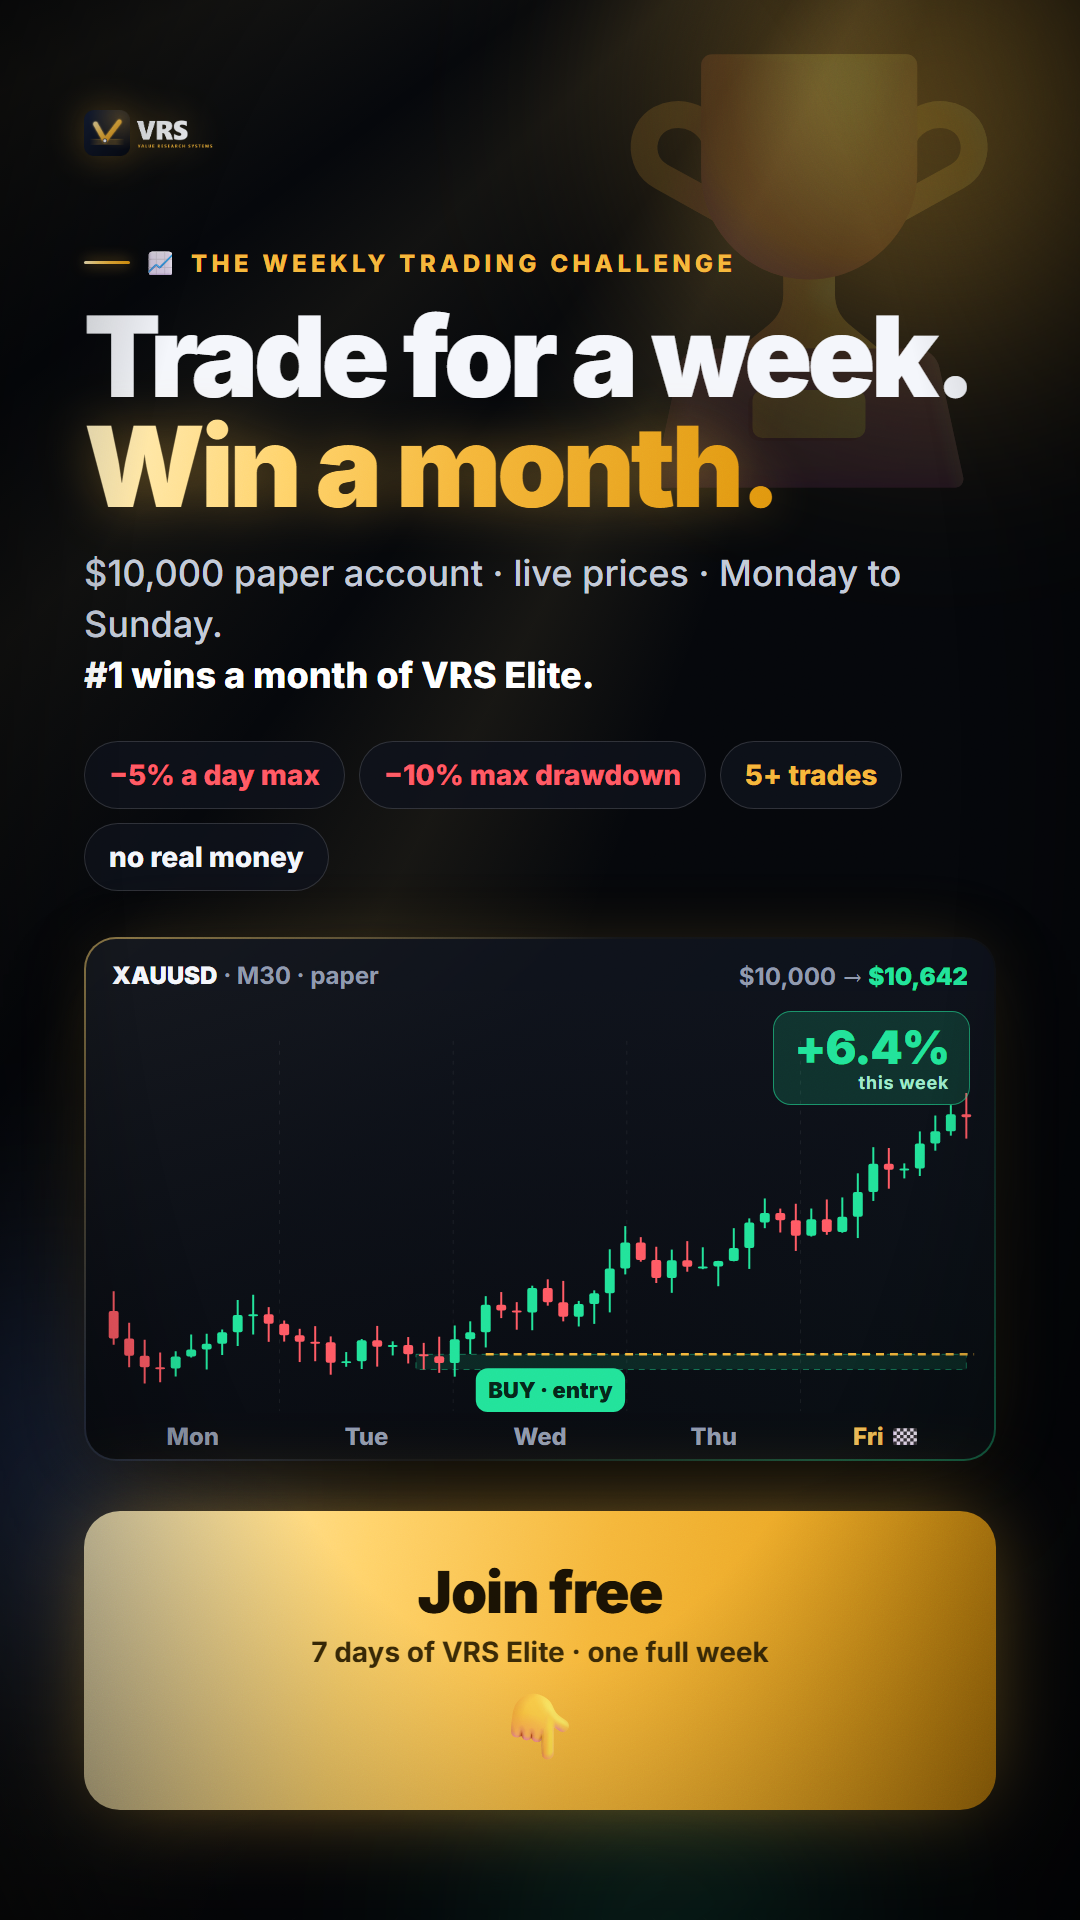 VRS
VALUE RESEARCH SYSTEMS
📈 THE WEEKLY TRADING CHALLENGE
Trade for a week.
Win a month.
$10,000 paper account · live prices · Monday to
Sunday.
#1 wins a month of VRS Elite.
−5% a day max
−10% max drawdown
5+ trades
no real money
XAUUSD · M30 · paper
$10,000 → $10,642
+6.4%
this week
BUY · entry
Mon Tue Wed Thu Fri 🏁
Join free
7 days of VRS Elite · one full week
👇